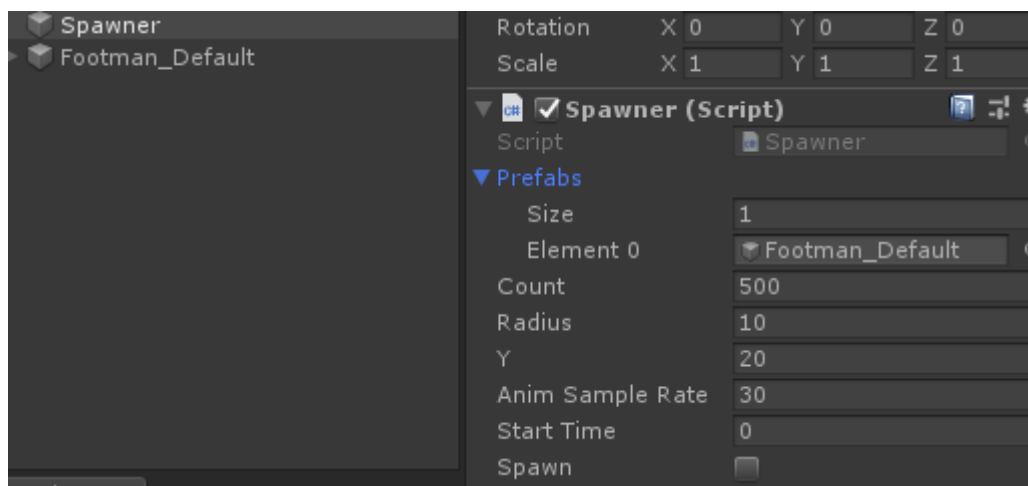 Spawner
Footman_Default
Rotation X 0 Y 0 Z 0
Scale X 1 Y 1 Z 1
c# Spawner (Script)
Script Spawner
Prefabs
Size 1
Element 0 Footman_Default
Count 500
Radius 10
Y 20
Anim Sample Rate 30
Start Time 0
Spawn